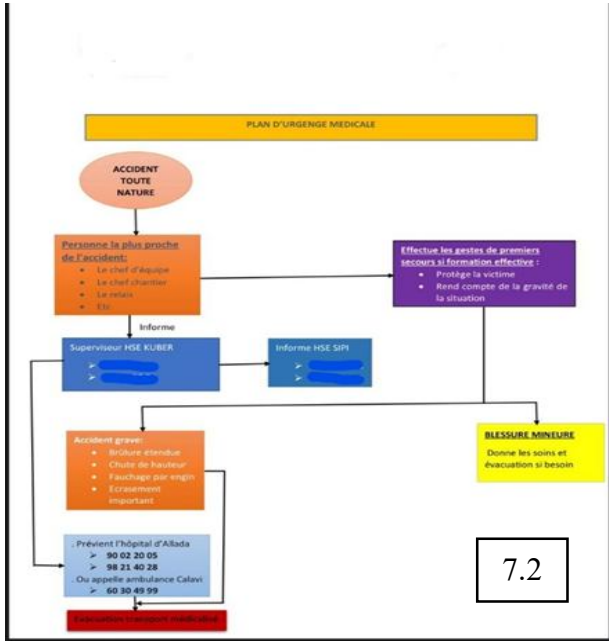 PLAN D'URGENGE MEDICALE
ACCIDENT
TOUTE
NATURE
Personne la plus proche
de l'accident:
• Le chef d'équipe
• Le chef chantier
• Le relais
• Etc
Effectue les gestes de premiers
secours si formation effective :
• Protège la victime
• Rend compte de la gravité de
la situation
Informe
Superviseur HSE KUBER
Informe HSE SIPI
Accident grave:
• Brûlure étendue
• Chute de hauteur
• Fauchage par engin
• Ecrasement
important
BLESSURE MINEURE
Donne les soins et
évacuation si besoin
. Prévient l'hôpital d'Allada
➢ 90 02 20 05
➢ 98 21 40 28
. Ou appelle ambulance Calavi
➢ 60 30 49 99
Evacuation transport médicalisé
7.2